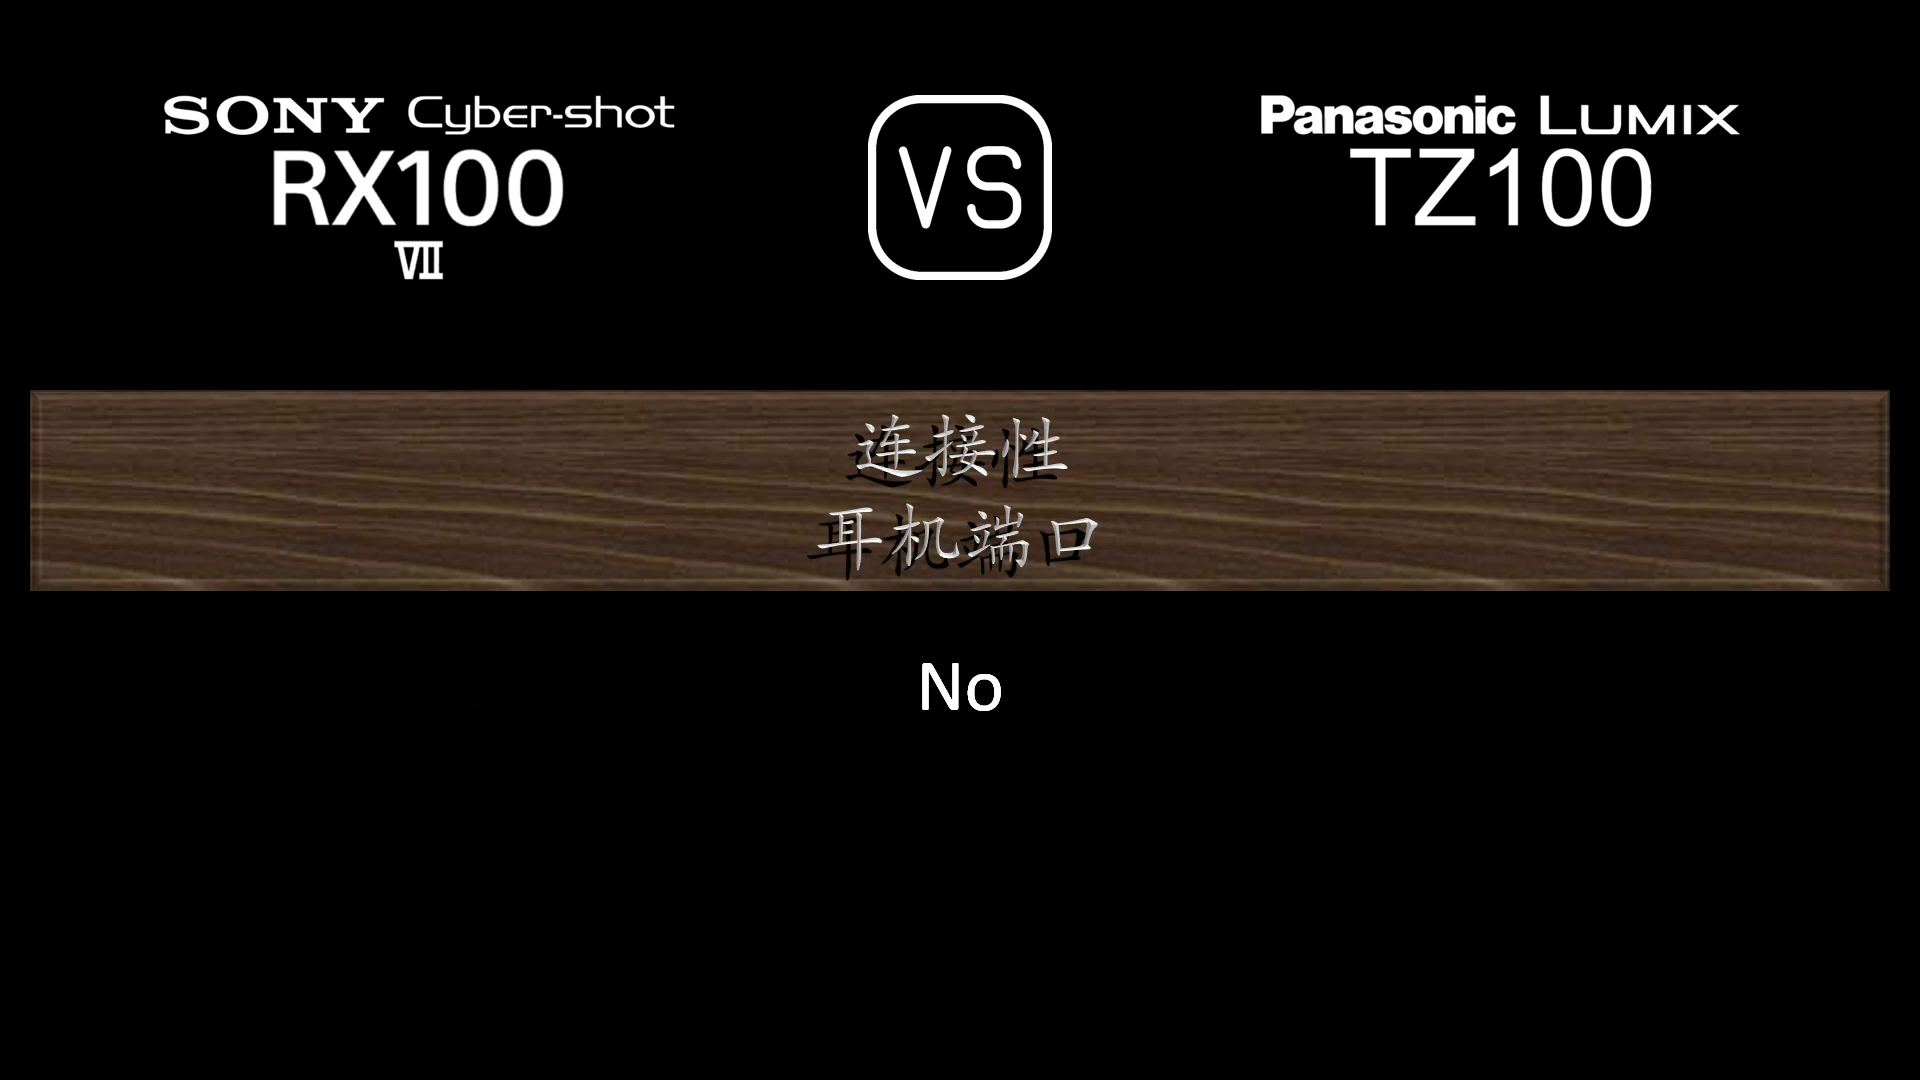 SONY Cyber-shot
RX100
VII
VS
Panasonic LUMIX
TZ100
连接性
耳机端口
No